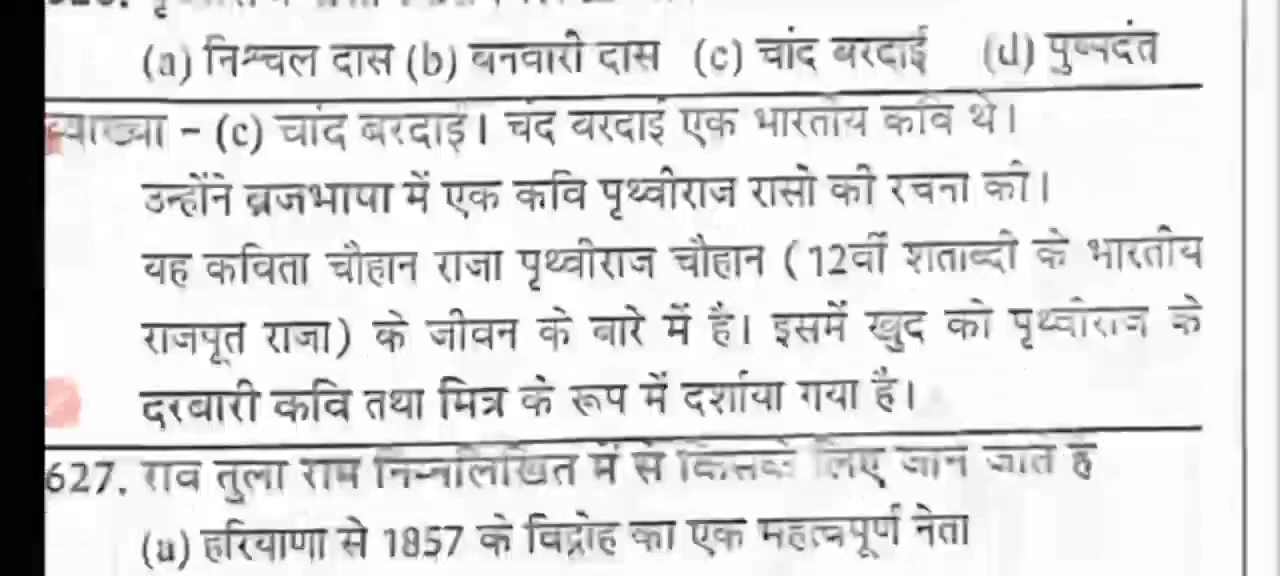 (a) निश्चल दास (b) बनवारी दास (c) चांद बरदाई (d) पुष्पदंत
व्याख्या – (c) चांद बरदाई। चंद बरदाई एक भारतीय कवि थे।
उन्होंने ब्रजभाषा में एक कवि पृथ्वीराज रासो की रचना की।
यह कविता चौहान राजा पृथ्वीराज चौहान (12वीं शताब्दी के भारतीय
राजपूत राजा) के जीवन के बारे में है। इसमें खुद को पृथ्वीराज के
दरबारी कवि तथा मित्र के रूप में दर्शाया गया है।
627. राव तुला राम निम्नलिखित में से किसके लिए जाने जाते हैं
(a) हरियाणा से 1857 के विद्रोह का एक महत्वपूर्ण नेता